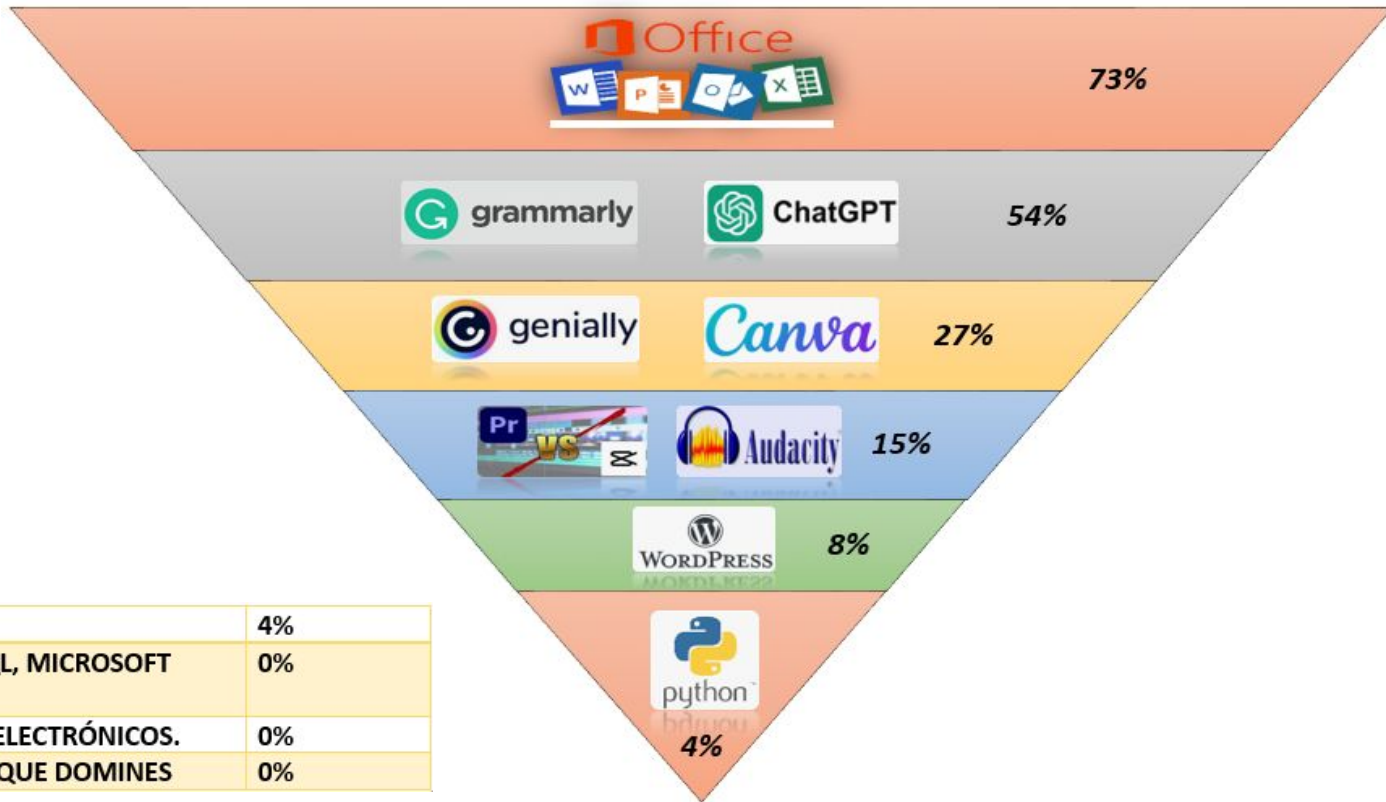 Office
W P O X
73%
grammarly ChatGPT 54%
genially Canva 27%
Pr VS Audacity 15%
WORDPRESS 8%
python
4%
4%
L, MICROSOFT 0%
ELECTRÓNICOS. 0%
QUE DOMINES 0%